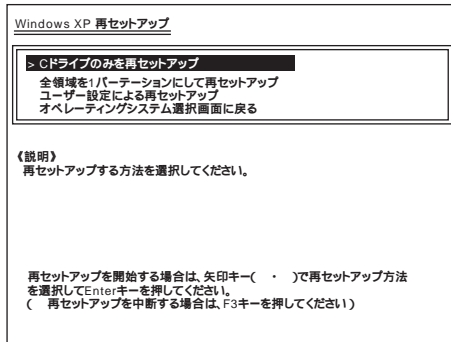 Windows XP 再セットアップ
> Cドライブのみを再セットアップ
全領域を1パーテーションにして再セットアップ
ユーザー設定による再セットアップ
オペレーティングシステム選択画面に戻る
《説明》
再セットアップする方法を選択してください。
再セットアップを開始する場合は、矢印キー( ・ )で再セットアップ方法
を選択してEnterキーを押してください。
( 再セットアップを中断する場合は、F3キーを押してください)